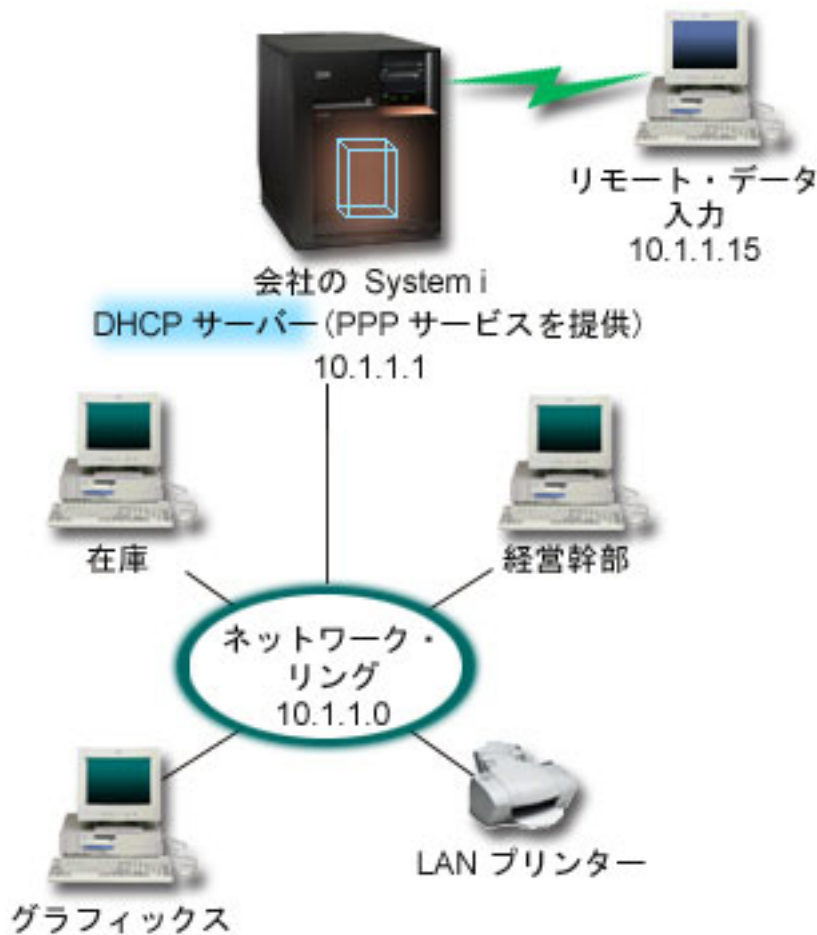 リモート・データ
入力
10.1.1.15
会社の System i
DHCP サーバー(PPP サービスを提供)
10.1.1.1
在庫
経営幹部
ネットワーク・
リング
10.1.1.0
LAN プリンター
グラフィックス